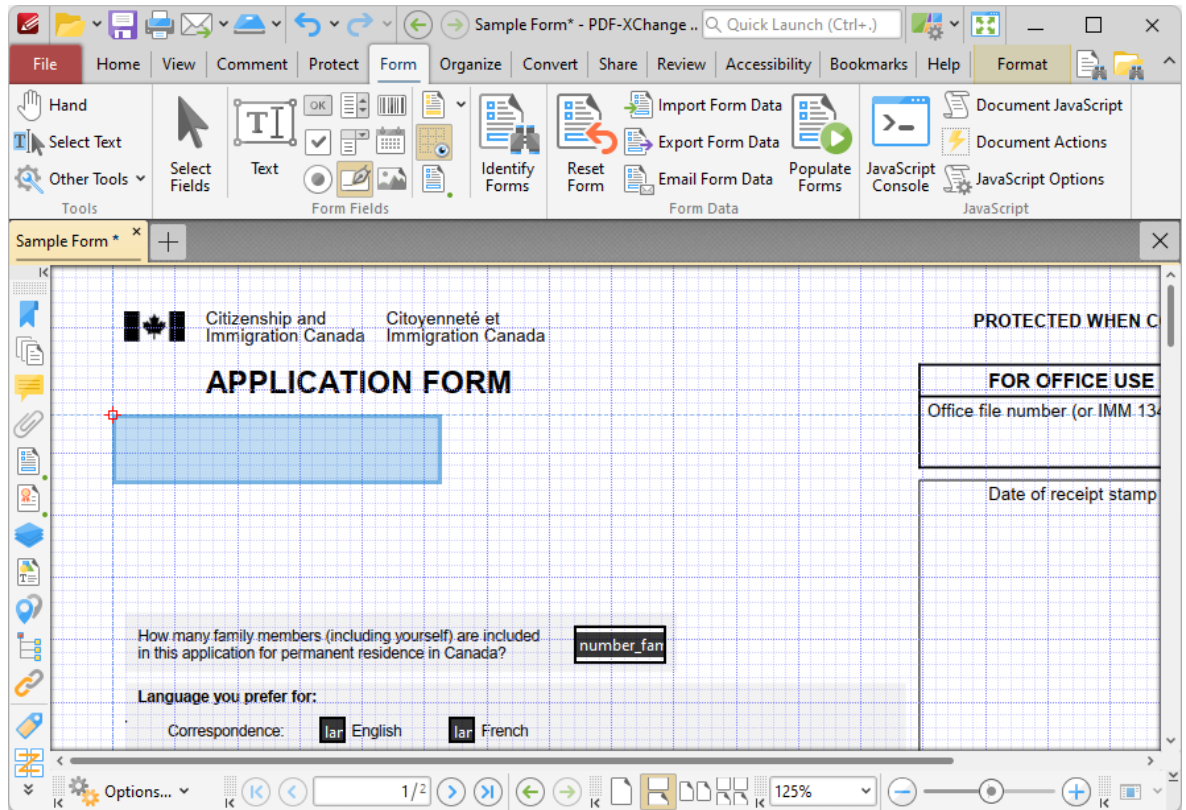 Sample Form* - PDF-XChange .. Quick Launch (Ctrl+.)
File Home View Comment Protect Form Organize Convert Share Review Accessibility Bookmarks Help Format
Hand
Select Text
Other Tools
Tools
Select
Fields
Text
OK
Form Fields
Identify
Forms
Reset
Form
Import Form Data
Export Form Data
Email Form Data
Populate
Forms
Form Data
JavaScript
Console
Document JavaScript
Document Actions
JavaScript Options
JavaScript
Sample Form *
Citizenship and
Immigration Canada
Citoyenneté et
Immigration Canada
PROTECTED WHEN C
APPLICATION FORM
FOR OFFICE USE
Office file number (or IMM 134
Date of receipt stamp
How many family members (including yourself) are included
in this application for permanent residence in Canada?
number_fan
Language you prefer for:
Correspondence: lar English lar French
Options... 1/2 125%